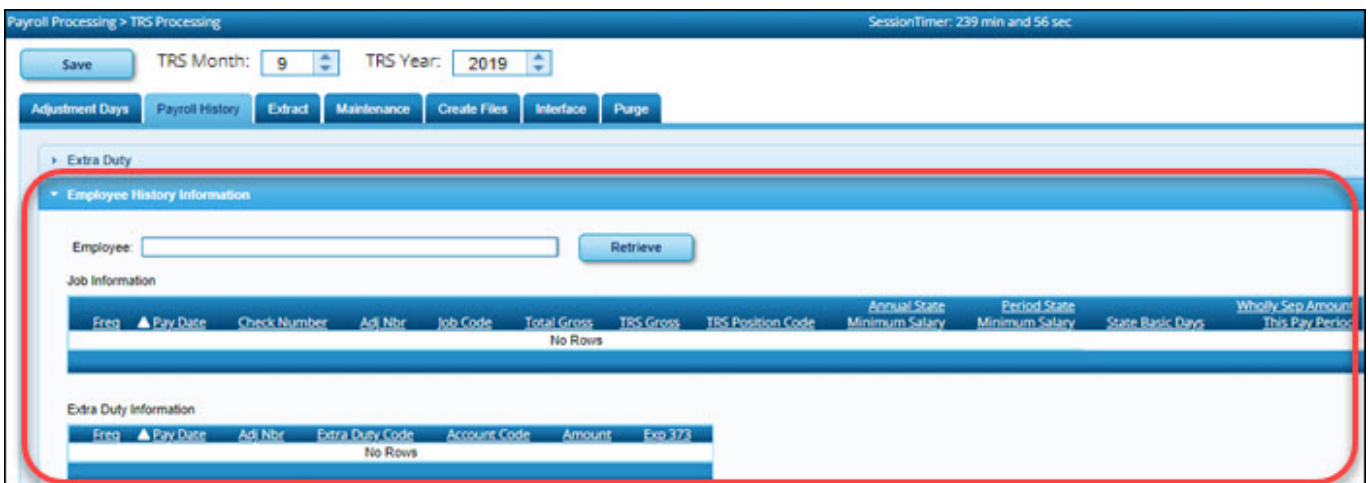 Payroll Processing > TRS Processing SessionTimer: 239 min and 56 sec
Save TRS Month: 9 TRS Year: 2019
Adjustment Days Payroll History Extract Maintenance Create Files Interface Purge
Extra Duty
Employee History Information
Employee: Retrieve
Job Information
Annual State Period State Wholly Sep Amount
Freq Pay Date Check Number Adj Nbr Job Code Total Gross TRS Gross TRS Position Code Minimum Salary Minimum Salary State Basic Days This Pay Period
No Rows
Extra Duty Information
Freq Pay Date Adj Nbr Extra Duty Code Account Code Amount Exp 373
No Rows